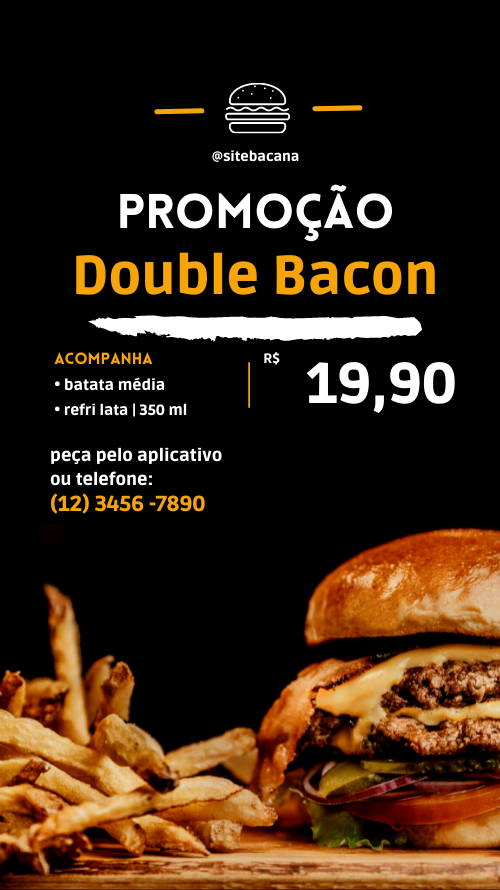 @sitebacana
PROMOÇÃO
Double Bacon
ACOMPANHA
• batata média
• refri lata | 350 ml
R$
19,90
peça pelo aplicativo
ou telefone:
(12) 3456 -7890